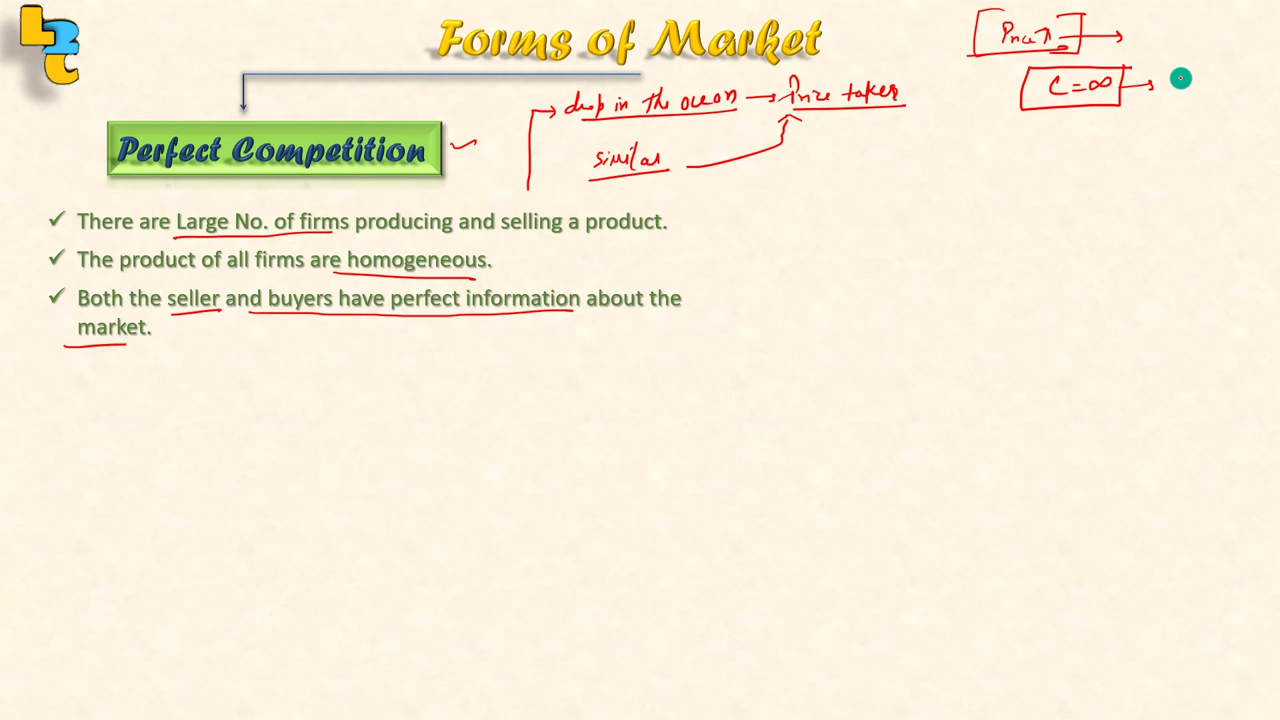 LBC
Forms of Market
Price↑
C=∞
drop in the ocean → Price taker
Perfect Competition
similar
✓ There are Large No. of firms producing and selling a product.
✓ The product of all firms are homogeneous.
✓ Both the seller and buyers have perfect information about the
market.